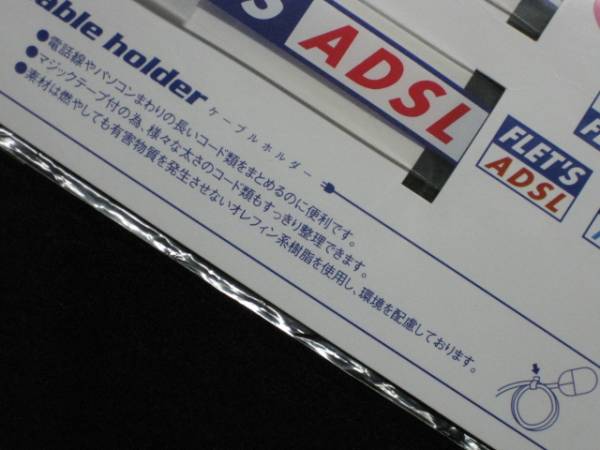 'S ADSL
able holder ケーブルホルダー
●電話線やパソコンまわりの長いコード類をまとめるのに便利です。
●マジックテープ付の為、様々な太さのコード類もすっきり整理できます。
●素材は燃やしても有害物質を発生させないオレフィン系樹脂を使用し、環境を配慮しております。
FLET'S
ADSL